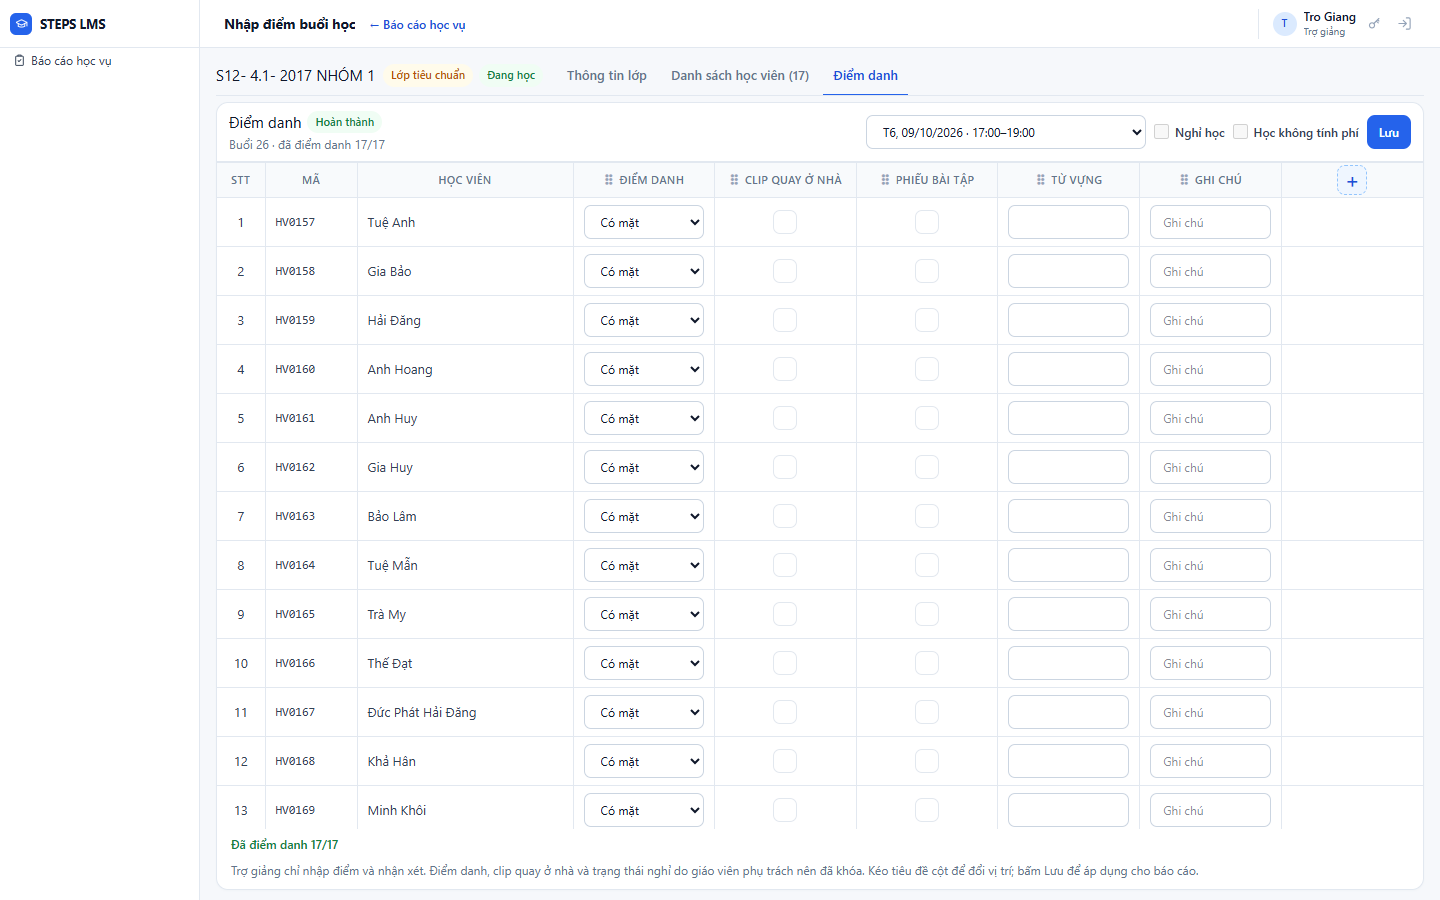 STEPS LMS
Báo cáo học vụ
Nhập điểm buổi học ← Báo cáo học vụ
T Tro Giang
Trợ giảng
S12- 4.1- 2017 NHÓM 1 Lớp tiêu chuẩn Đang học Thông tin lớp Danh sách học viên (17) Điểm danh
Điểm danh Hoàn thành
Buổi 26 · đã điểm danh 17/17
T6, 09/10/2026 · 17:00–19:00 Nghỉ học Học không tính phí Lưu
STT MÃ HỌC VIÊN ĐIỂM DANH CLIP QUAY Ở NHÀ PHIẾU BÀI TẬP TỪ VỰNG GHI CHÚ +
1 HV0157 Tuệ Anh Có mặt Ghi chú
2 HV0158 Gia Bảo Có mặt Ghi chú
3 HV0159 Hải Đăng Có mặt Ghi chú
4 HV0160 Anh Hoang Có mặt Ghi chú
5 HV0161 Anh Huy Có mặt Ghi chú
6 HV0162 Gia Huy Có mặt Ghi chú
7 HV0163 Bảo Lâm Có mặt Ghi chú
8 HV0164 Tuệ Mẫn Có mặt Ghi chú
9 HV0165 Trà My Có mặt Ghi chú
10 HV0166 Thế Đạt Có mặt Ghi chú
11 HV0167 Đức Phát Hải Đăng Có mặt Ghi chú
12 HV0168 Khả Hân Có mặt Ghi chú
13 HV0169 Minh Khôi Có mặt Ghi chú
Đã điểm danh 17/17
Trợ giảng chỉ nhập điểm và nhận xét. Điểm danh, clip quay ở nhà và trạng thái nghỉ do giáo viên phụ trách nên đã khóa. Kéo tiêu đề cột để đổi vị trí; bấm Lưu để áp dụng cho báo cáo.